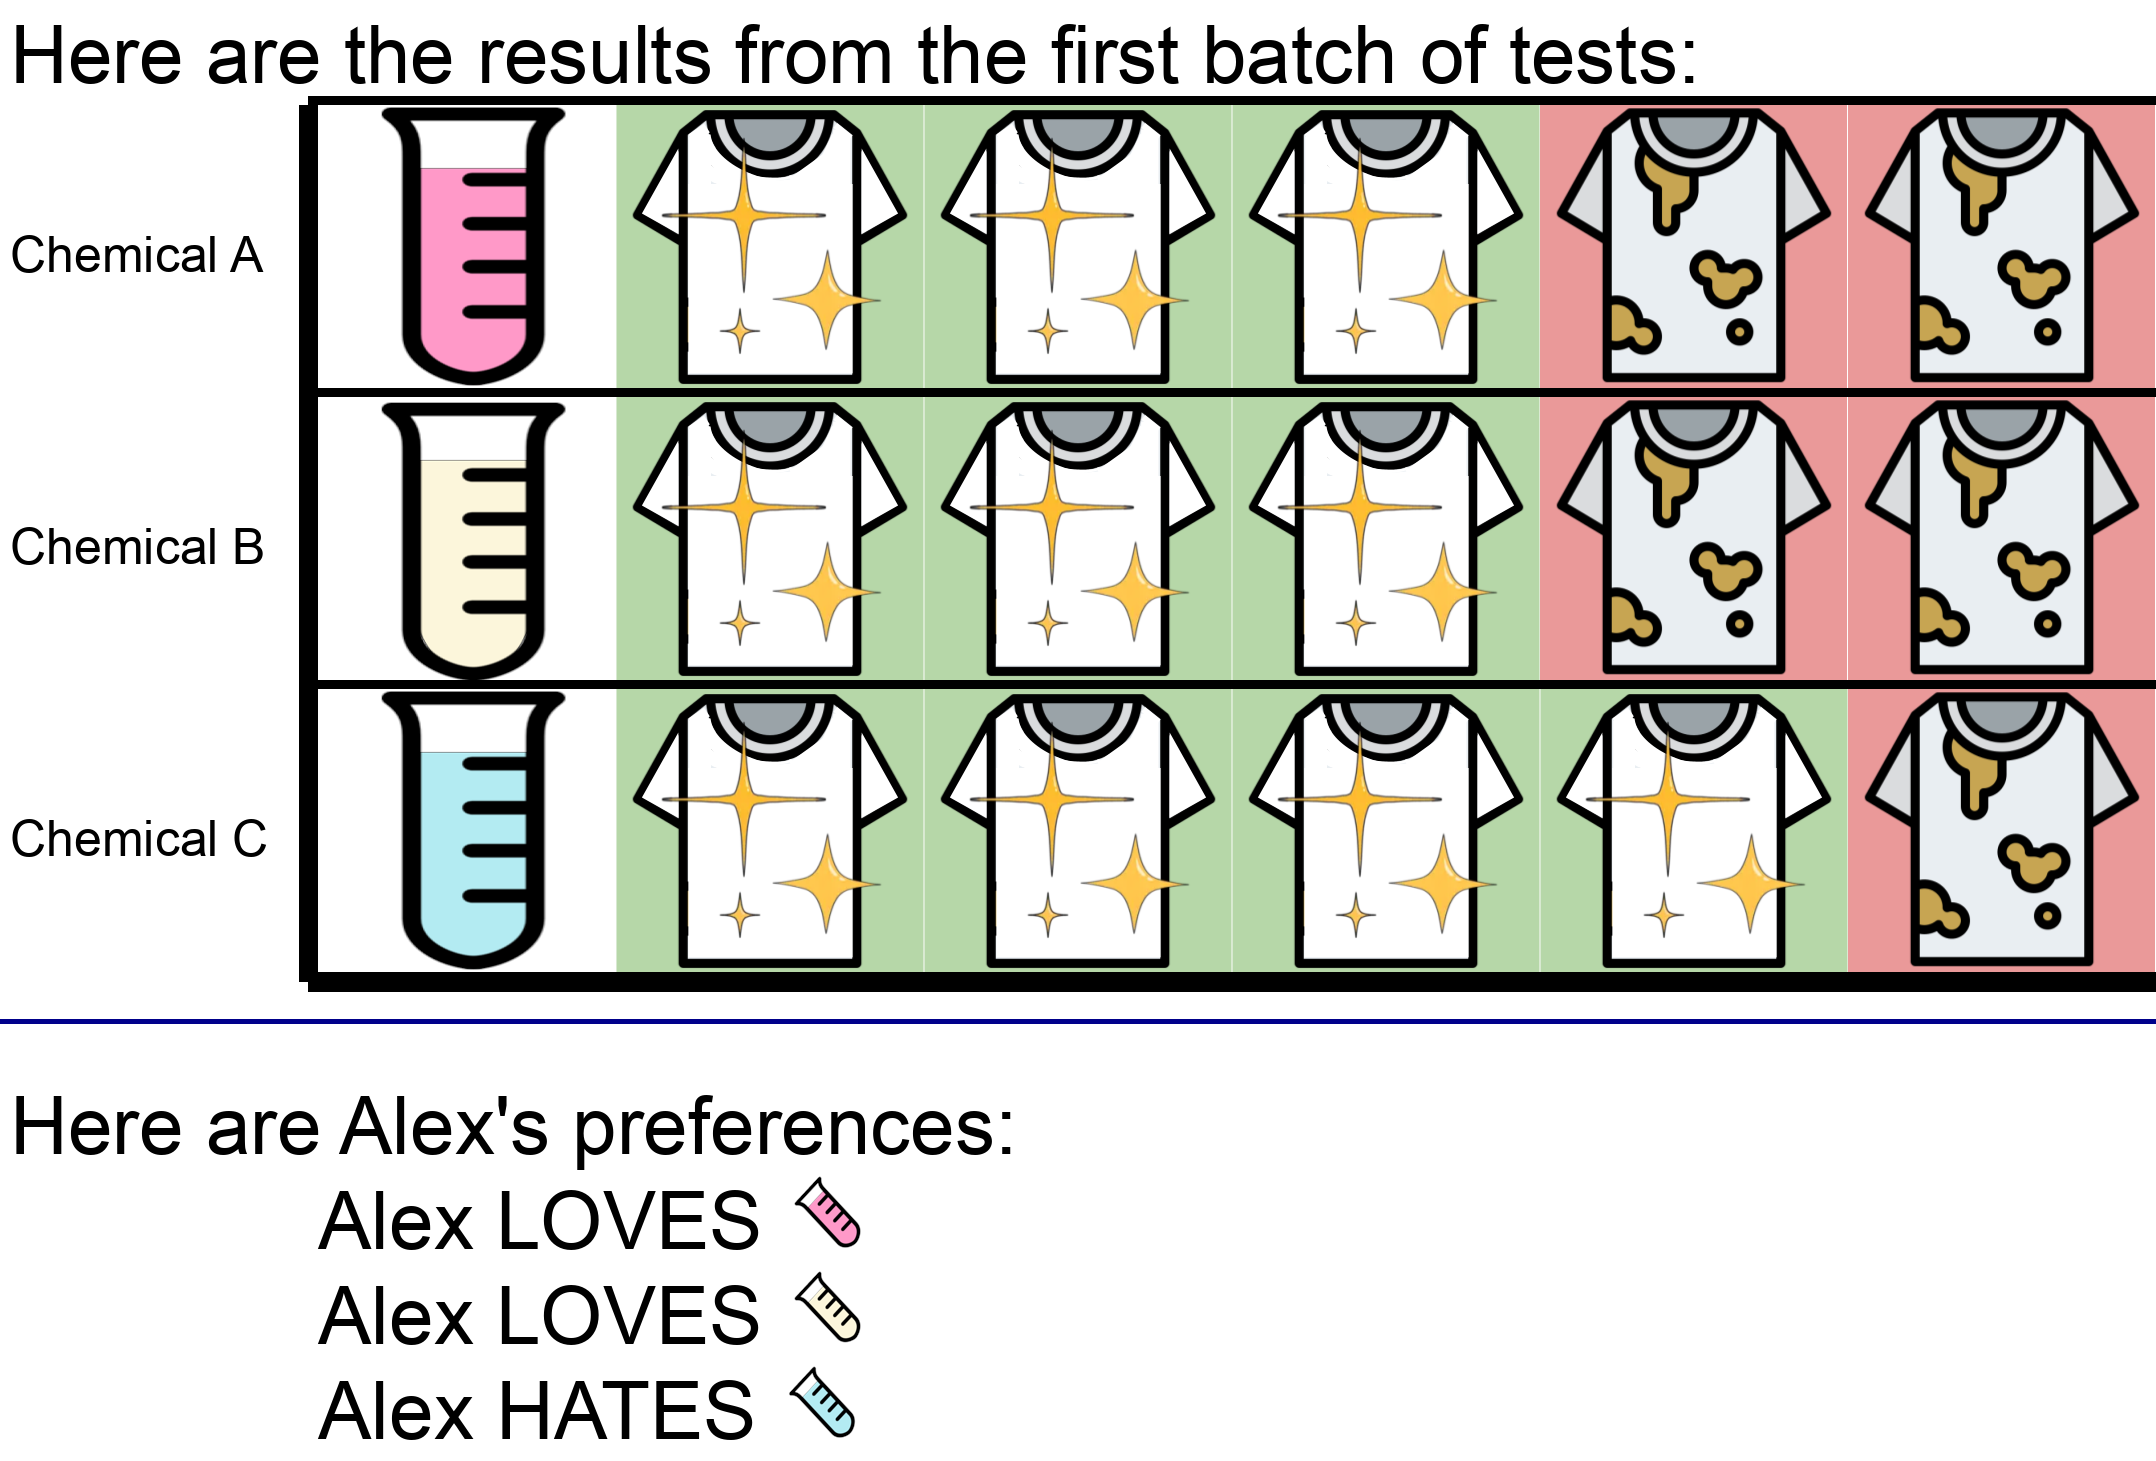 Here are the results from the first batch of tests:
Chemical A
Chemical B
Chemical C
Here are Alex's preferences:
Alex LOVES
Alex LOVES
Alex HATES